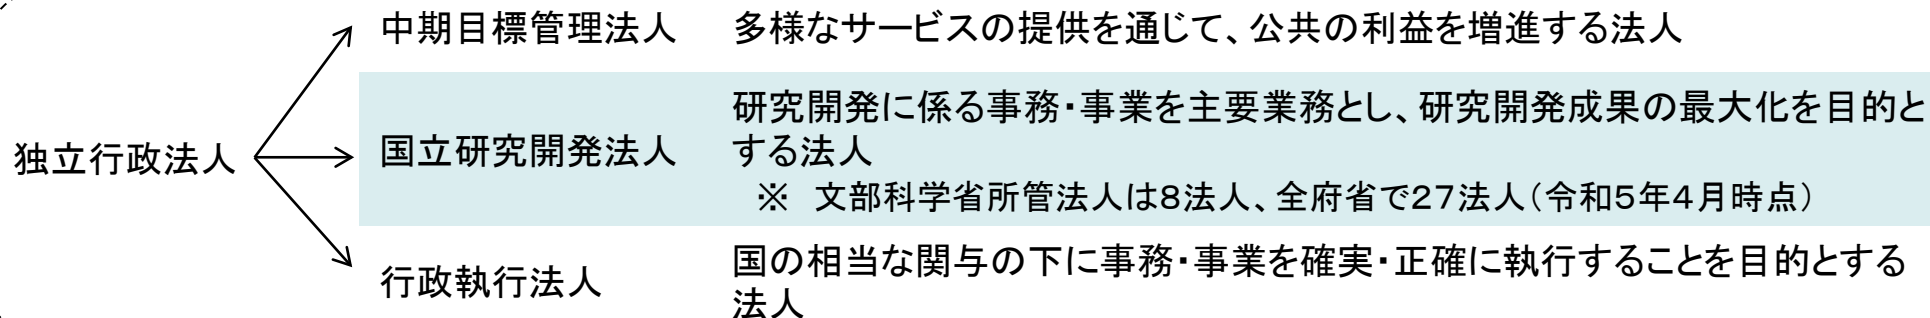 独立行政法人
中期目標管理法人
多様なサービスの提供を通じて、公共の利益を増進する法人
国立研究開発法人
研究開発に係る事務・事業を主要業務とし、研究開発成果の最大化を目的と
する法人
※　文部科学省所管法人は８法人、全府省で２７法人（令和５年４月時点）
行政執行法人
国の相当な関与の下に事務・事業を確実・正確に執行することを目的とする
法人